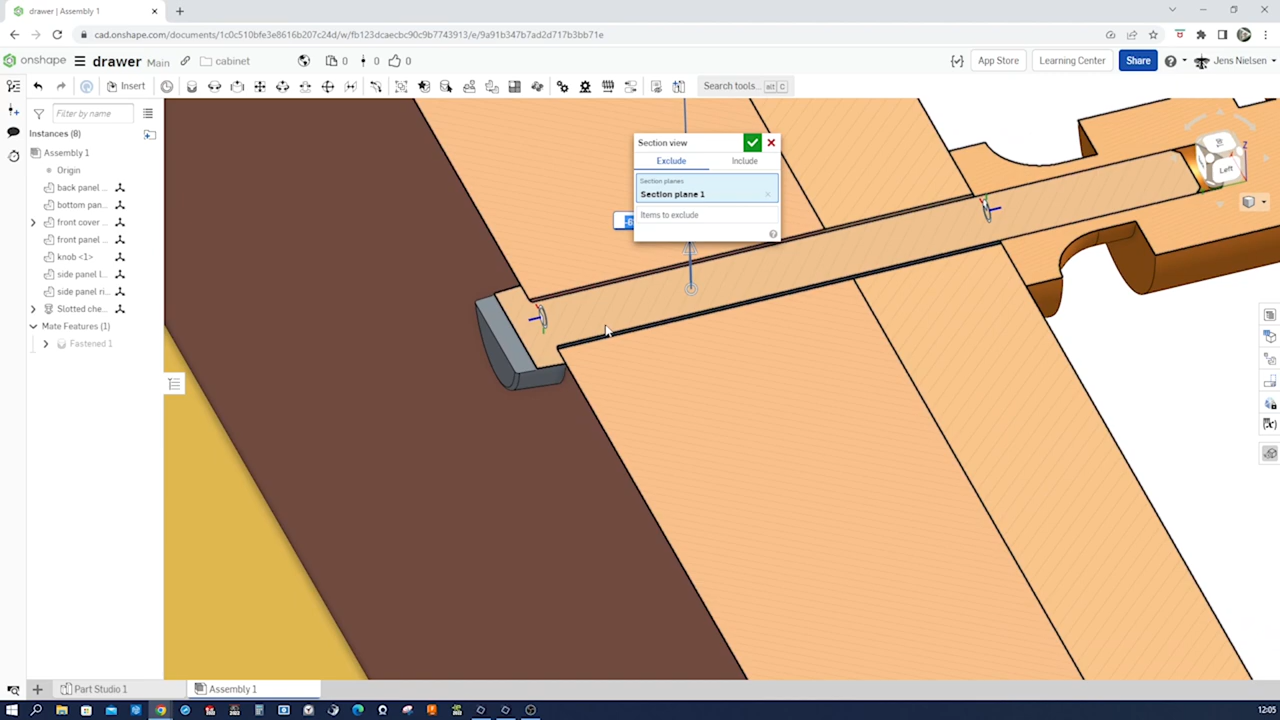 drawer | Assembly 1
cad.onshape.com/documents/1c0c510bfe3e8616b207c24d/w/fb123dcaecbc90c9b7743913/e/9a91b347b7ad2d717b3bb71e
onshape drawer Main 0 0 0 cabinet App Store Learning Center Share Jens Nielsen
Insert Search tools... alt C
Filter by name
Instances (8)
Assembly 1
Origin
back panel ...
bottom pan...
front cover ...
front panel ...
knob <1>
side panel l...
side panel ri...
Slotted che...
Mate Features (1)
Fastened 1
Section view
Exclude Include
Section planes
Section plane 1
Items to exclude
Left
Z
Part Studio 1 Assembly 1
12:05